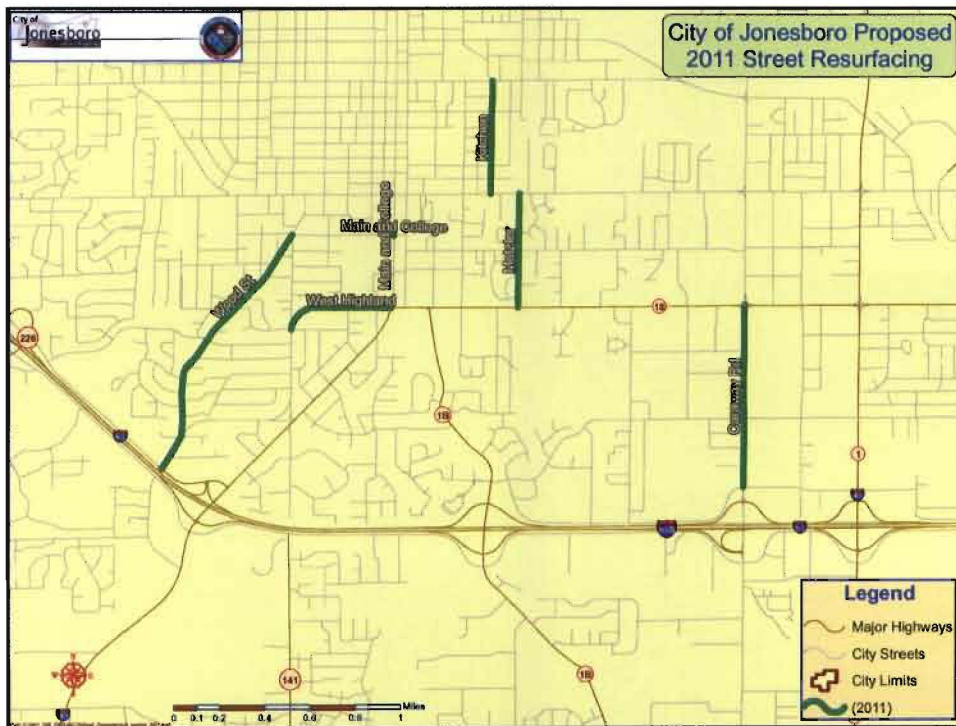 City of
Jonesboro
City of Jonesboro Proposed
2011 Street Resurfacing
Main and College
Main and College
Wood St
West Highland
18
226
1B
Caraway Rd
1
141
1B
N
W
Legend
Major Highways
City Streets
City Limits
(2011)
Miles
0 0.1 0.2 0.4 0.6 0.8 1